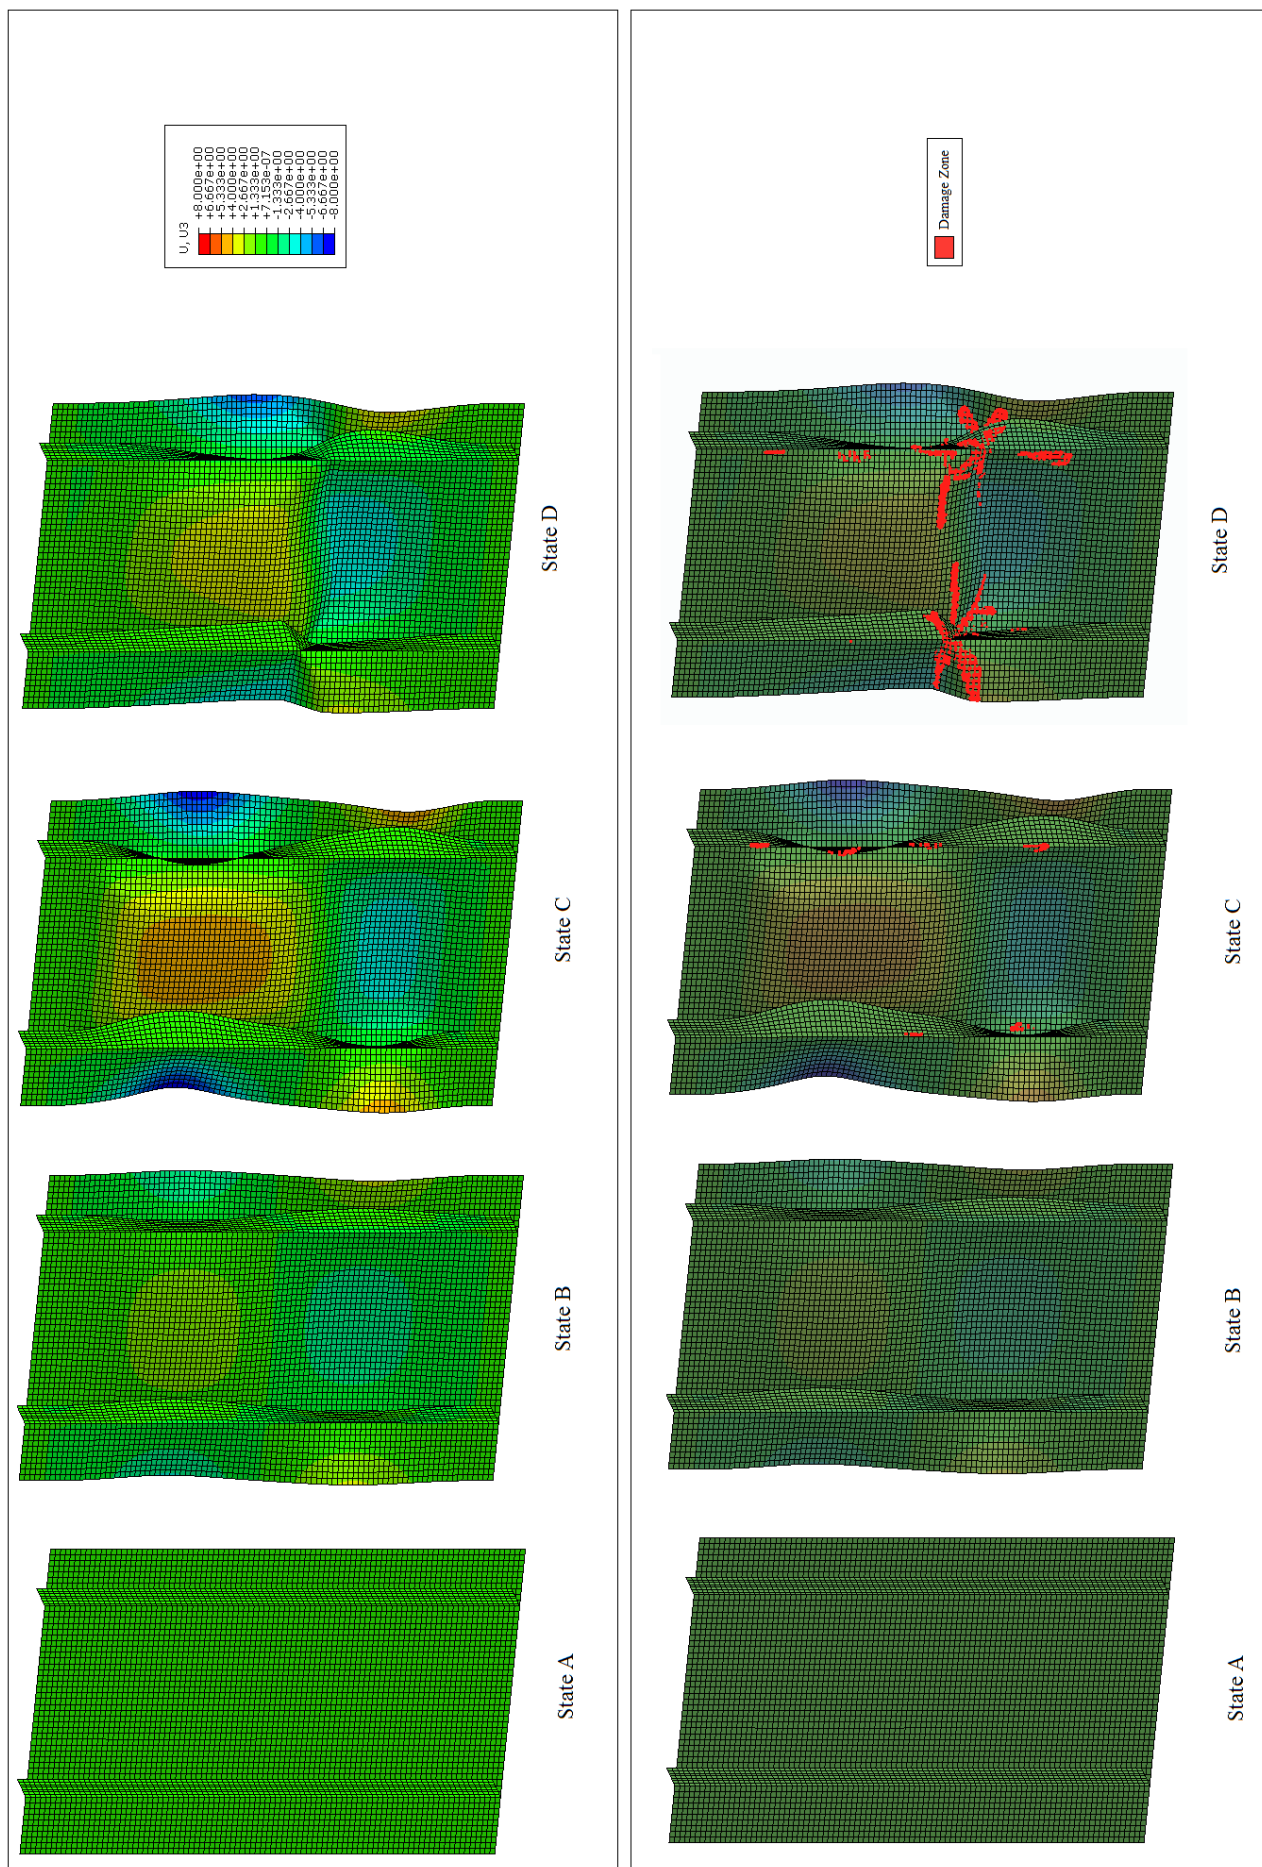 U, U3
+8.000e+00
+6.667e+00
+5.333e+00
+4.000e+00
+2.667e+00
+1.333e+00
+7.153e-07
-1.333e+00
-2.667e+00
-4.000e+00
-5.333e+00
-6.667e+00
-8.000e+00
State A
State B
State C
State D
Damage Zone
State A
State B
State C
State D